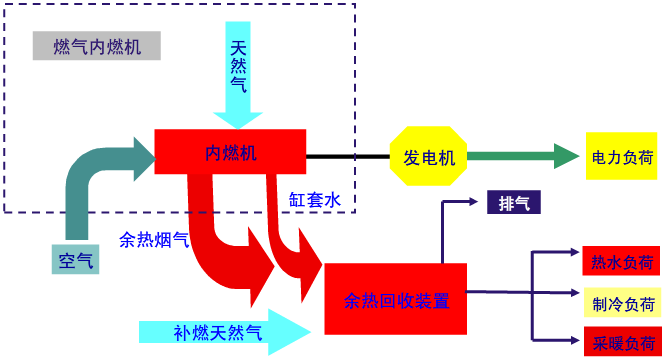 燃气内燃机
天然气
内燃机
发电机
电力负荷
缸套水
排气
余热烟气
空气
热水负荷
余热回收装置
制冷负荷
补燃天然气
采暖负荷